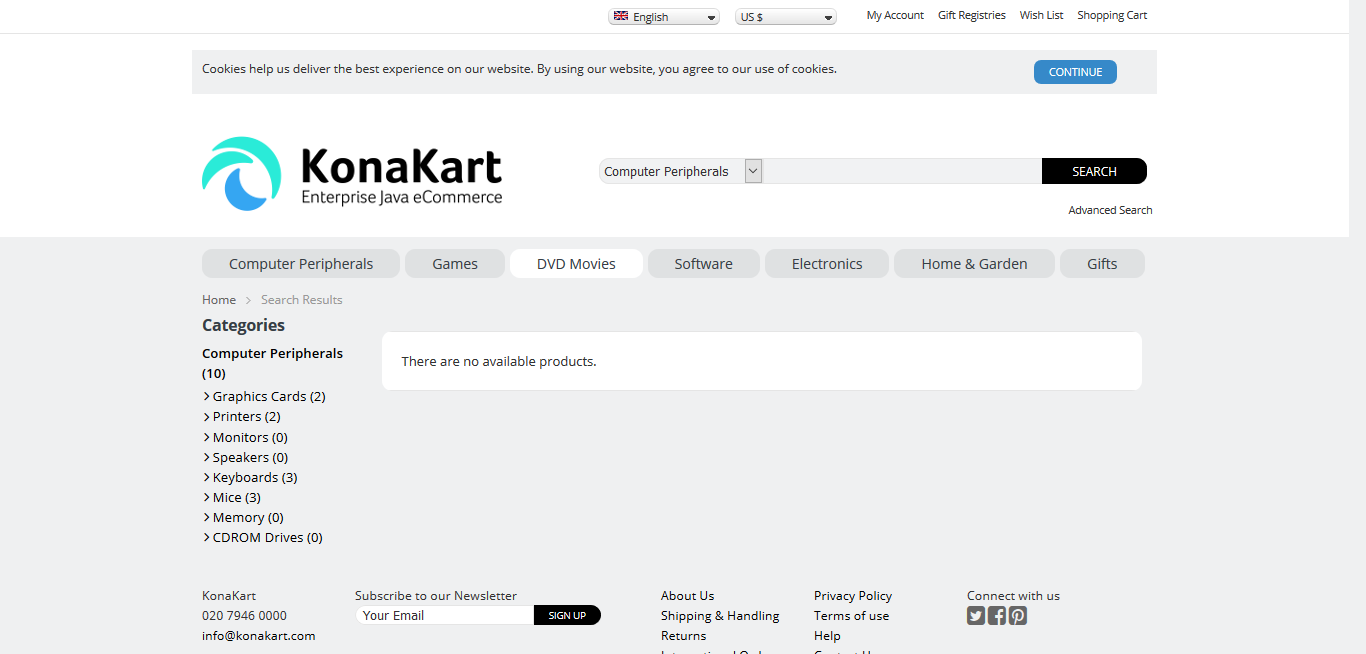 English
US $
My Account
Gift Registries
Wish List
Shopping Cart
Cookies help us deliver the best experience on our website. By using our website, you agree to our use of cookies.
CONTINUE
KonaKart
Enterprise Java eCommerce
Computer Peripherals
SEARCH
Advanced Search
Computer Peripherals
Games
DVD Movies
Software
Electronics
Home & Garden
Gifts
Home
Search Results
Categories
Computer Peripherals
(10)
Graphics Cards (2)
Printers (2)
Monitors (0)
Speakers (0)
Keyboards (3)
Mice (3)
Memory (0)
CDROM Drives (0)
There are no available products.
KonaKart
020 7946 0000
info@konakart.com
Subscribe to our Newsletter
Your Email
SIGN UP
About Us
Shipping & Handling
Returns
Privacy Policy
Terms of use
Help
Connect with us